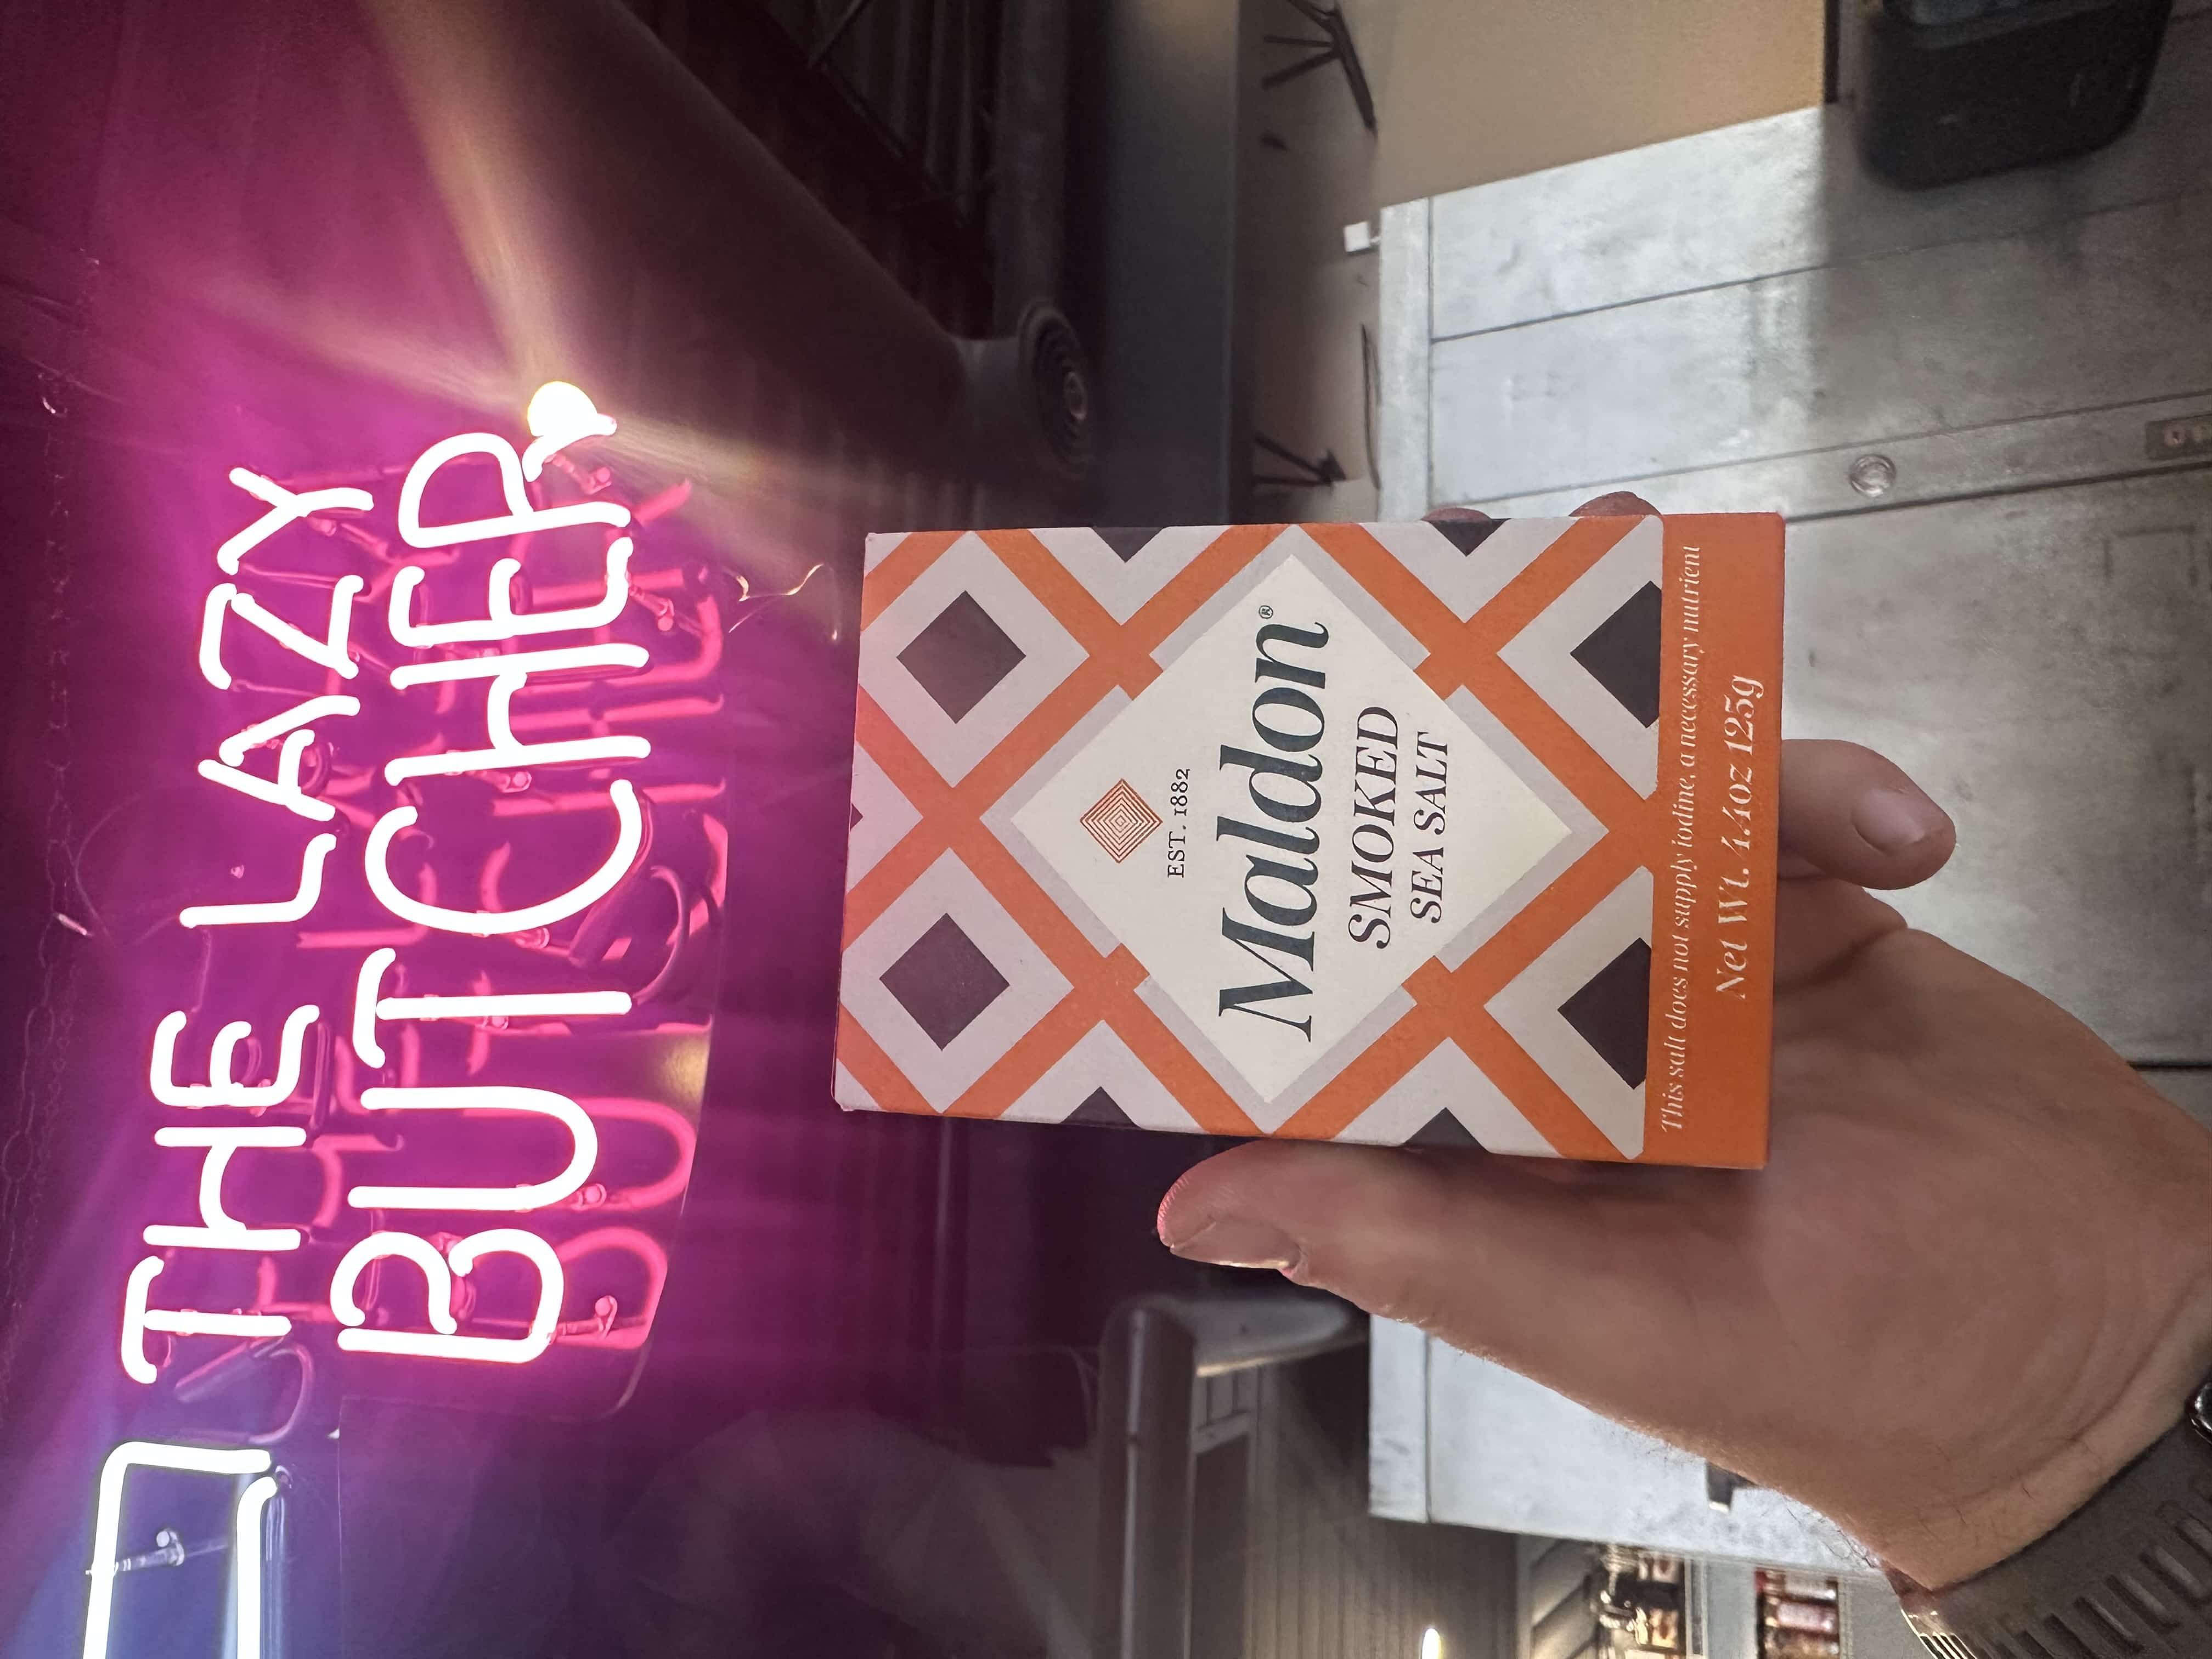 THE LAZY
BUTCHER
EST. 1882
Maldon®
SMOKED
SEA SALT
This salt does not supply iodine, a necessary nutrient
Net Wt. 4.4oz 125g